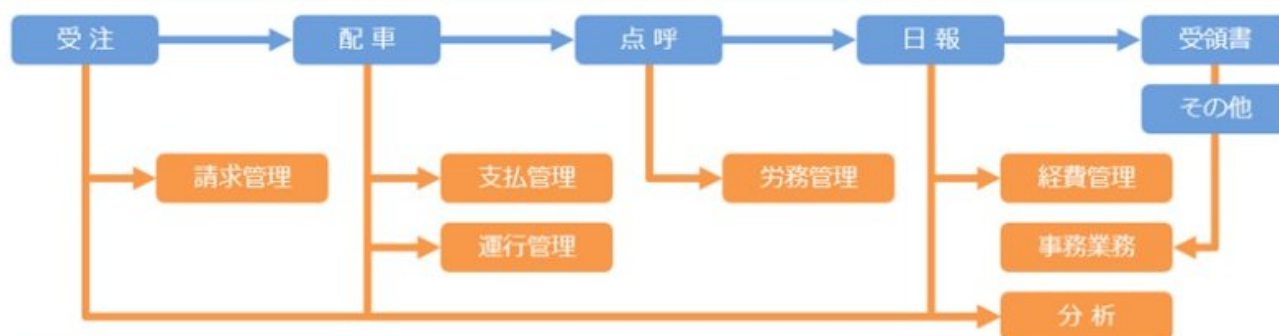 受注
配車
点呼
日報
受領書
その他
請求管理
支払管理
労務管理
経費管理
運行管理
事務業務
分析